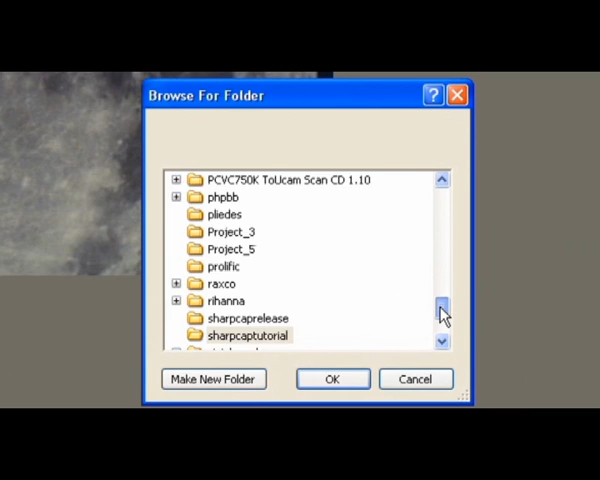 Browse For Folder
PCVC750K ToUcam Scan CD 1.10
phpbb
pliedes
Project_3
Project_5
prolific
raxco
rihanna
sharpcaprelease
sharpcaptutorial
Make New Folder
OK
Cancel